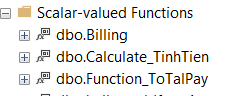 Scalar-valued Functions
dbo.Billing
dbo.Calculate_TinhTien
dbo.Function_ToTalPay